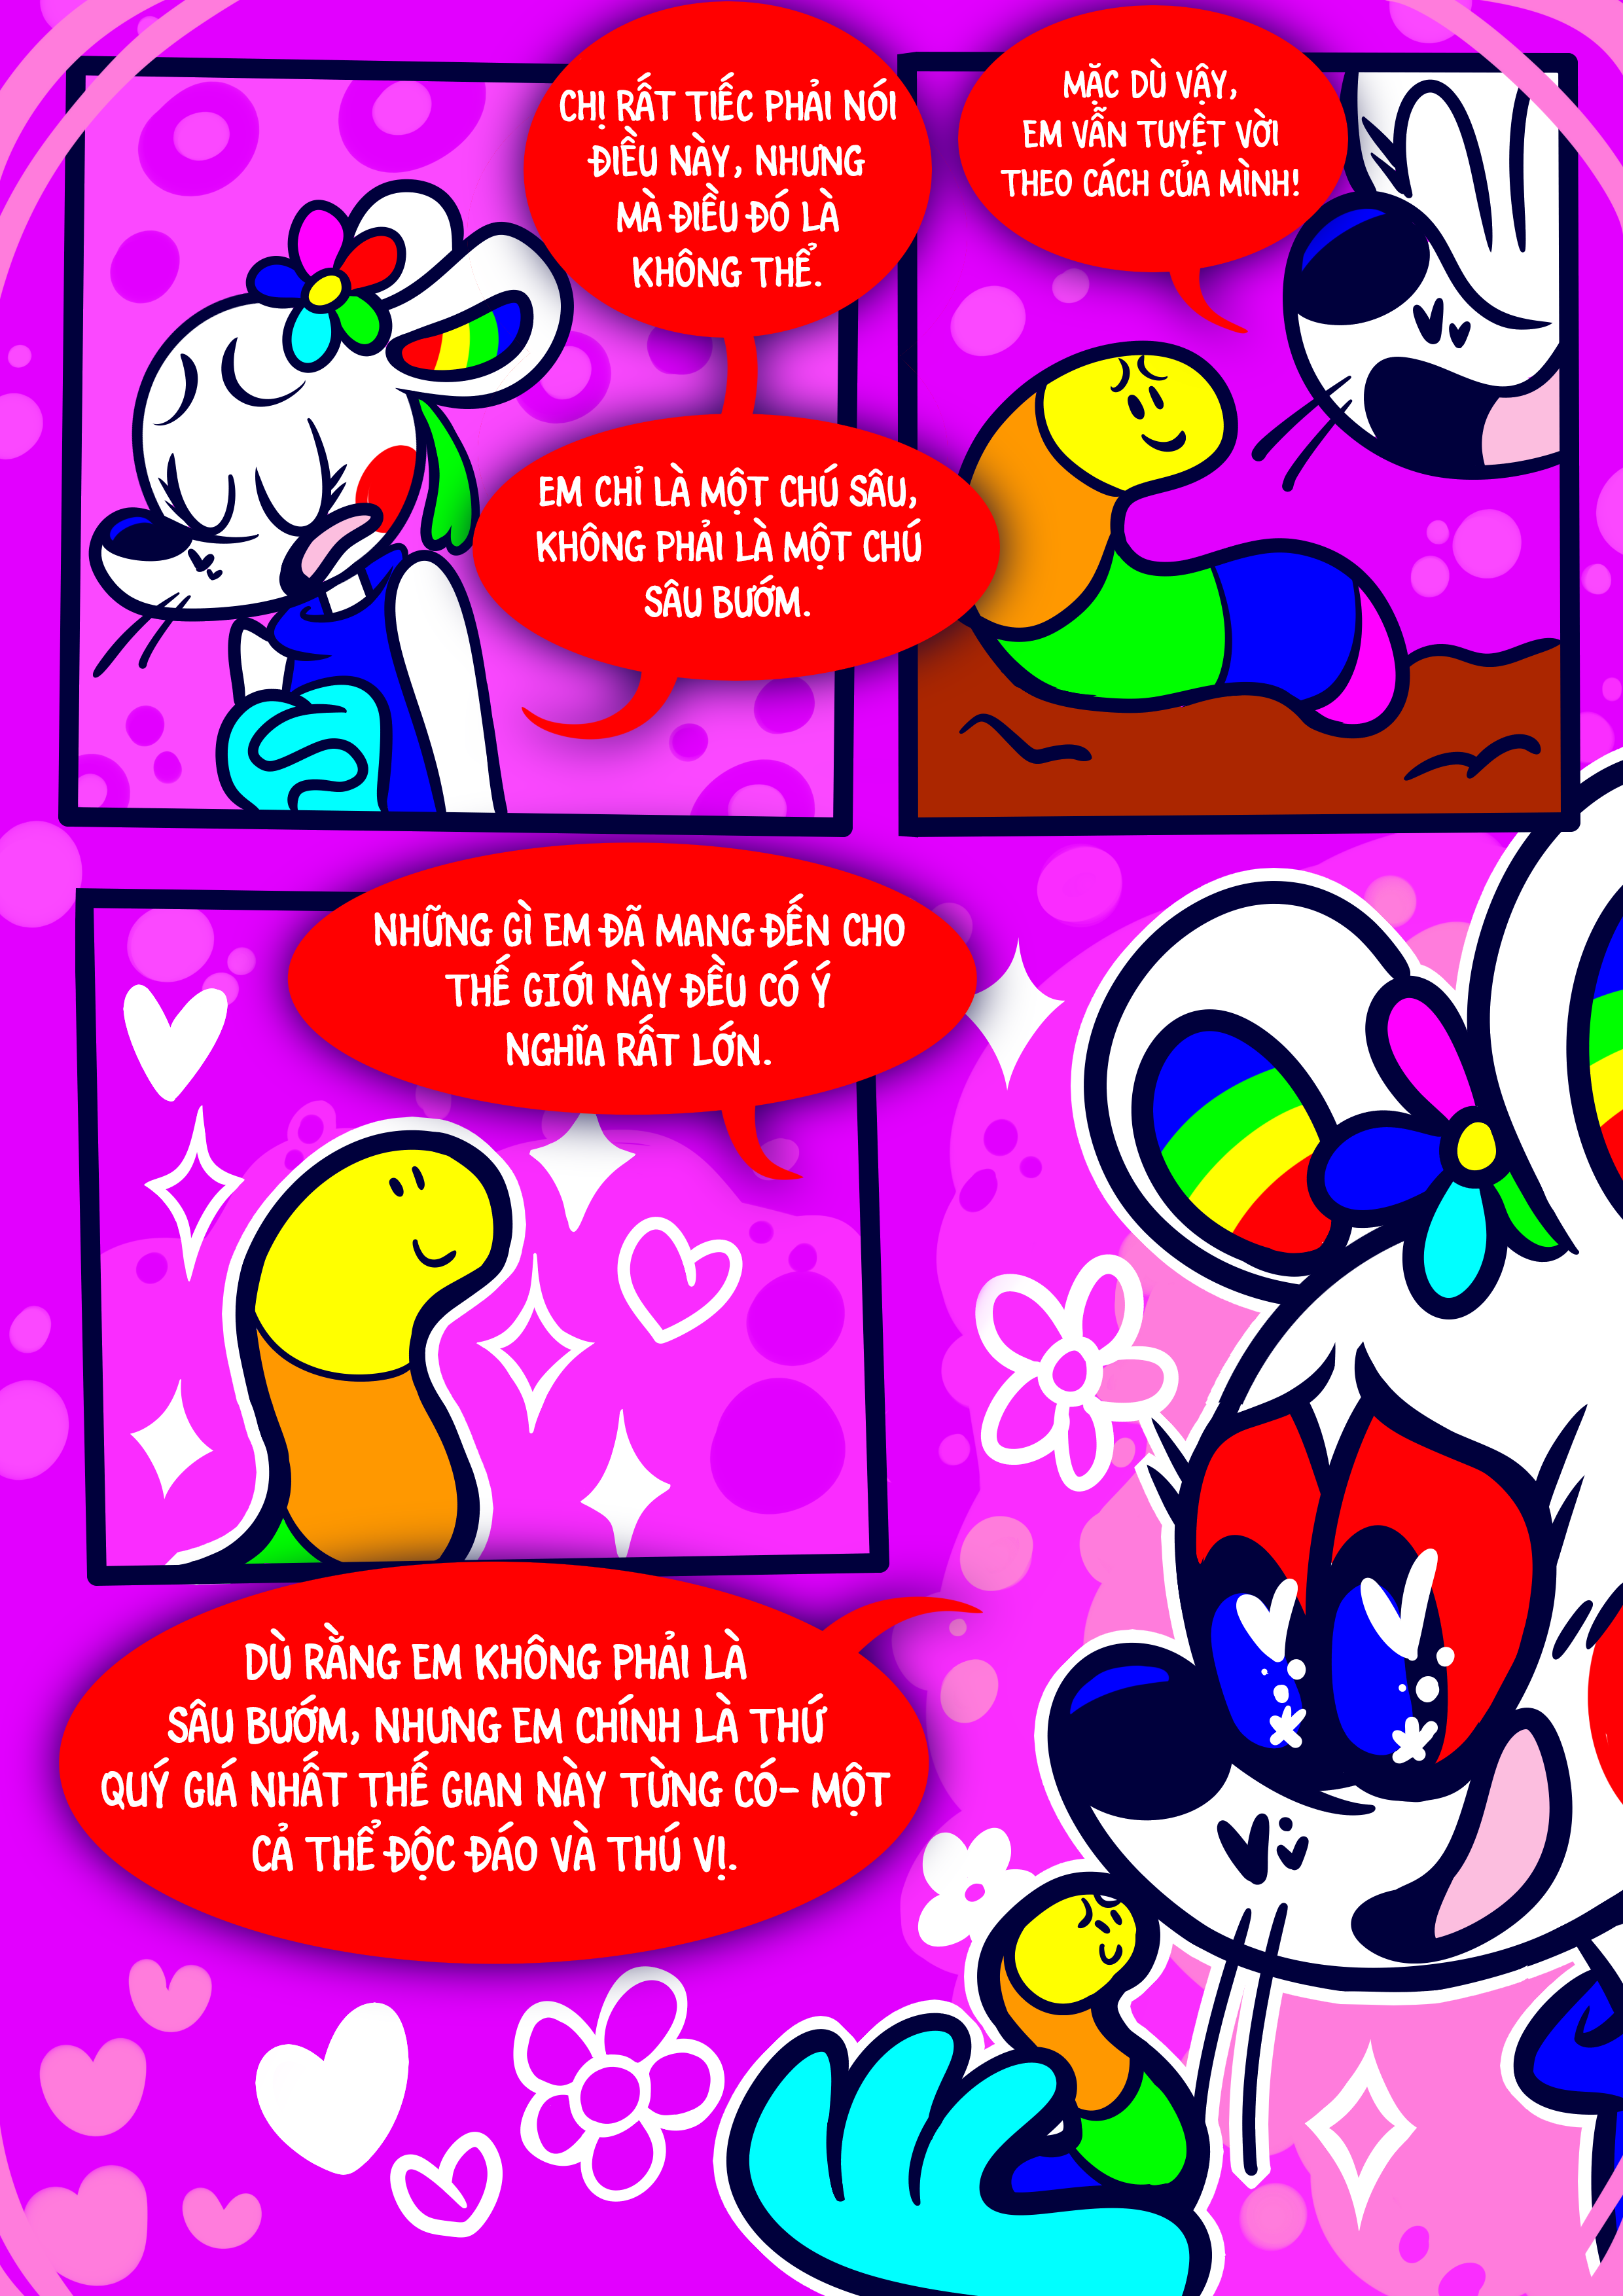 CHỊ RẤT TIẾC PHẢI NÓI
ĐIỀU NÀY, NHƯNG
MÀ ĐIỀU ĐÓ LÀ
KHÔNG THỂ.
EM CHỈ LÀ MỘT CHÚ SÂU,
KHÔNG PHẢI LÀ MỘT CHÚ
SÂU BƯỚM.
MẶC DÙ VẬY,
EM VẪN TUYỆT VỜI
THEO CÁCH CỦA MÌNH!
NHỮNG GÌ EM ĐÃ MANG ĐẾN CHO
THẾ GIỚI NÀY ĐỀU CÓ Ý
NGHĨA RẤT LỚN.
DÙ RẰNG EM KHÔNG PHẢI LÀ
SÂU BƯỚM, NHƯNG EM CHÍNH LÀ THỨ
QUÝ GIÁ NHẤT THẾ GIAN NÀY TỪNG CÓ- MỘT
CẢ THỂ ĐỘC ĐÁO VÀ THÚ VỊ.